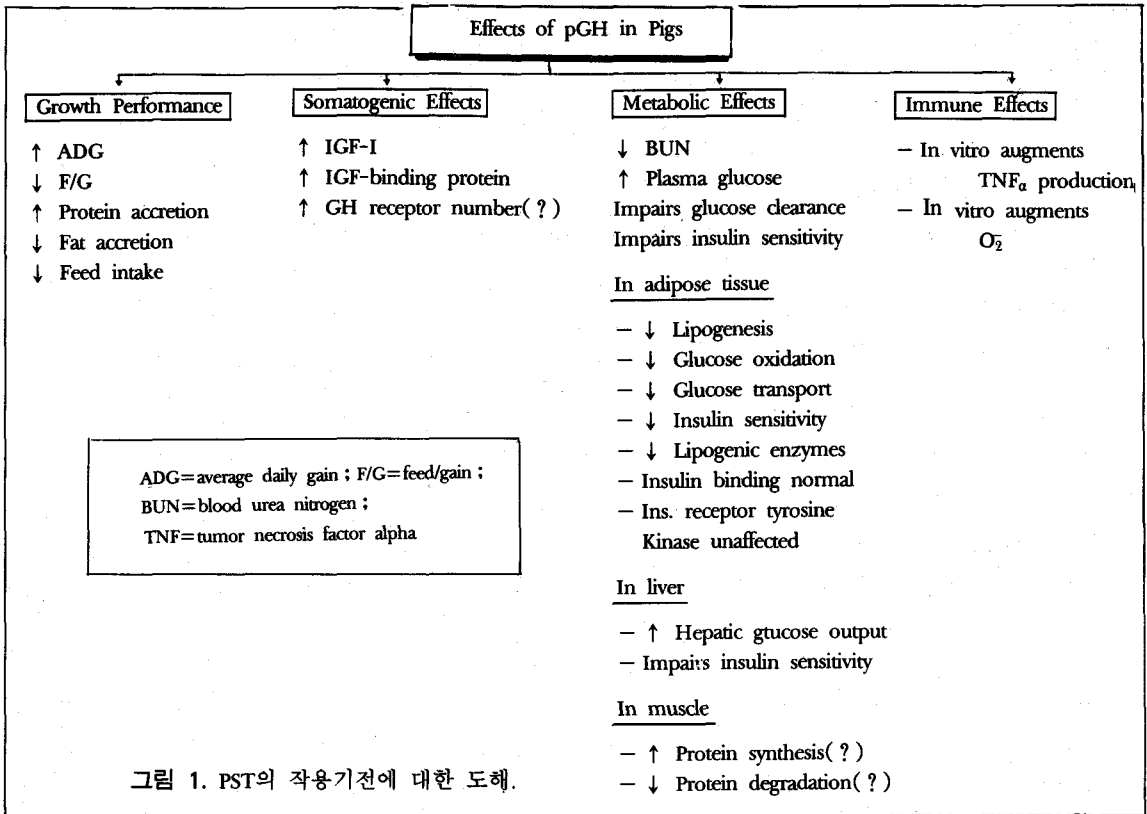 Effects of pGH in Pigs
Growth Performance
↑ ADG
↓ F/G
↑ Protein accretion
↓ Fat accretion
↓ Feed intake
Somatogenic Effects
↑ IGF-I
↑ IGF-binding protein
↑ GH receptor number(?)
Metabolic Effects
↓ BUN
↑ Plasma glucose
Impairs glucose clearance
Impairs insulin sensitivity
In adipose tissue
− ↓ Lipogenesis
− ↓ Glucose oxidation
− ↓ Glucose transport
− ↓ Insulin sensitivity
− ↓ Lipogenic enzymes
− Insulin binding normal
− Ins. receptor tyrosine
Kinase unaffected
In liver
− ↑ Hepatic gtucose output
− Impairs insulin sensitivity
In muscle
− ↑ Protein synthesis(?)
− ↓ Protein degradation(?)
Immune Effects
− In vitro augments
TNFα production
− In vitro augments
O₂⁻
ADG=average daily gain ; F/G=feed/gain ;
BUN=blood urea nitrogen ;
TNF=tumor necrosis factor alpha
그림 1. PST의 작용기전에 대한 도해.